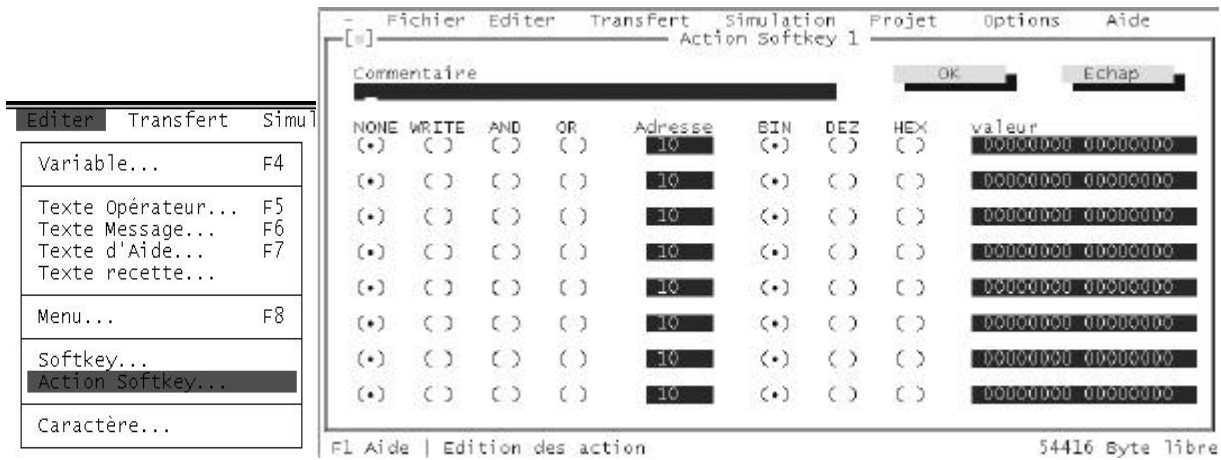 Editer Transfert Simul
Variable... F4
Texte Opérateur... F5
Texte Message... F6
Texte d'Aide... F7
Texte recette...
Menu... F8
Softkey...
Action Softkey...
Caractère...
- Fichier Editer Transfert Simulation Projet Options Aide
Action Softkey 1
Commentaire OK Echap
NONE WRITE AND OR Adresse BIN DEZ HEX valeur
(•) ( ) ( ) ( ) 10 (•) ( ) ( ) 00000000 00000000
(•) ( ) ( ) ( ) 10 (•) ( ) ( ) 00000000 00000000
(•) ( ) ( ) ( ) 10 (•) ( ) ( ) 00000000 00000000
(•) ( ) ( ) ( ) 10 (•) ( ) ( ) 00000000 00000000
(•) ( ) ( ) ( ) 10 (•) ( ) ( ) 00000000 00000000
(•) ( ) ( ) ( ) 10 (•) ( ) ( ) 00000000 00000000
(•) ( ) ( ) ( ) 10 (•) ( ) ( ) 00000000 00000000
(•) ( ) ( ) ( ) 10 (•) ( ) ( ) 00000000 00000000
F1 Aide | Edition des action 54416 Byte libre